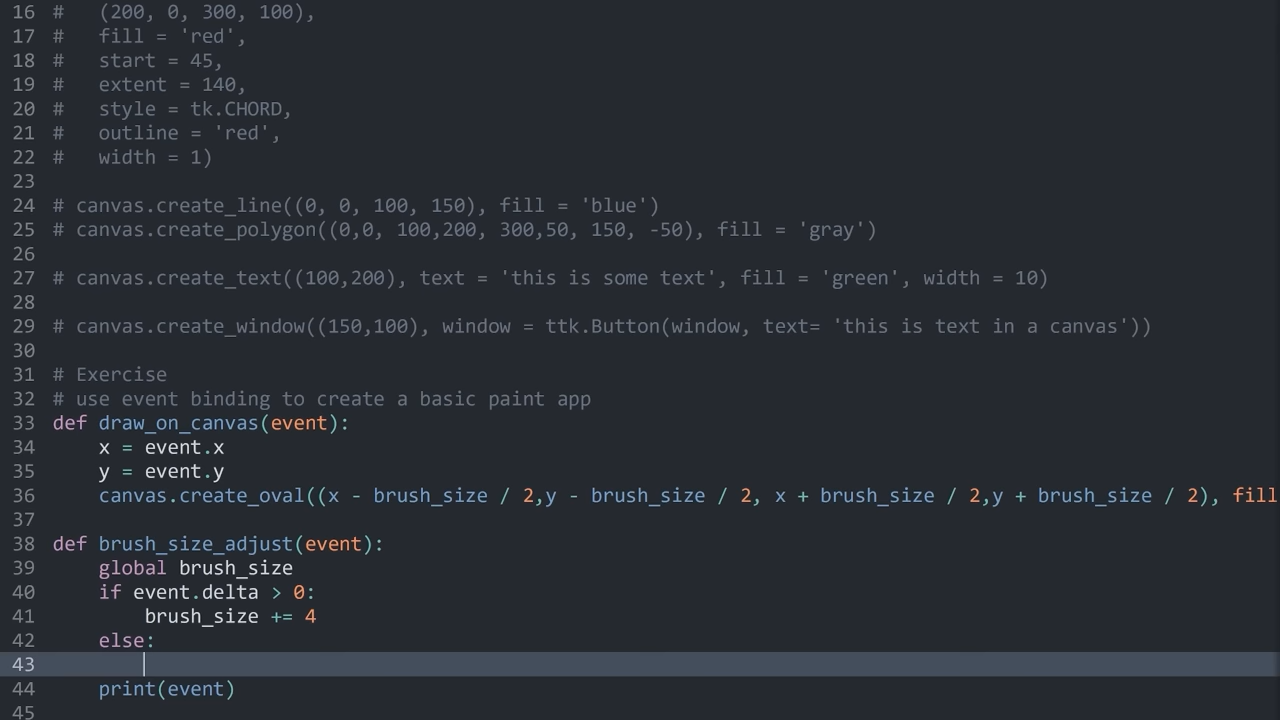 16 #   (200, 0, 300, 100),
17 #   fill = 'red',
18 #   start = 45,
19 #   extent = 140,
20 #   style = tk.CHORD,
21 #   outline = 'red',
22 #   width = 1)
23
24 # canvas.create_line((0, 0, 100, 150), fill = 'blue')
25 # canvas.create_polygon((0,0, 100,200, 300,50, 150, -50), fill = 'gray')
26
27 # canvas.create_text((100,200), text = 'this is some text', fill = 'green', width = 10)
28
29 # canvas.create_window((150,100), window = ttk.Button(window, text= 'this is text in a canvas'))
30
31 # Exercise
32 # use event binding to create a basic paint app
33 def draw_on_canvas(event):
34     x = event.x
35     y = event.y
36     canvas.create_oval((x - brush_size / 2,y - brush_size / 2, x + brush_size / 2,y + brush_size / 2), fill
37
38 def brush_size_adjust(event):
39     global brush_size
40     if event.delta > 0:
41         brush_size += 4
42     else:
43
44     print(event)
45